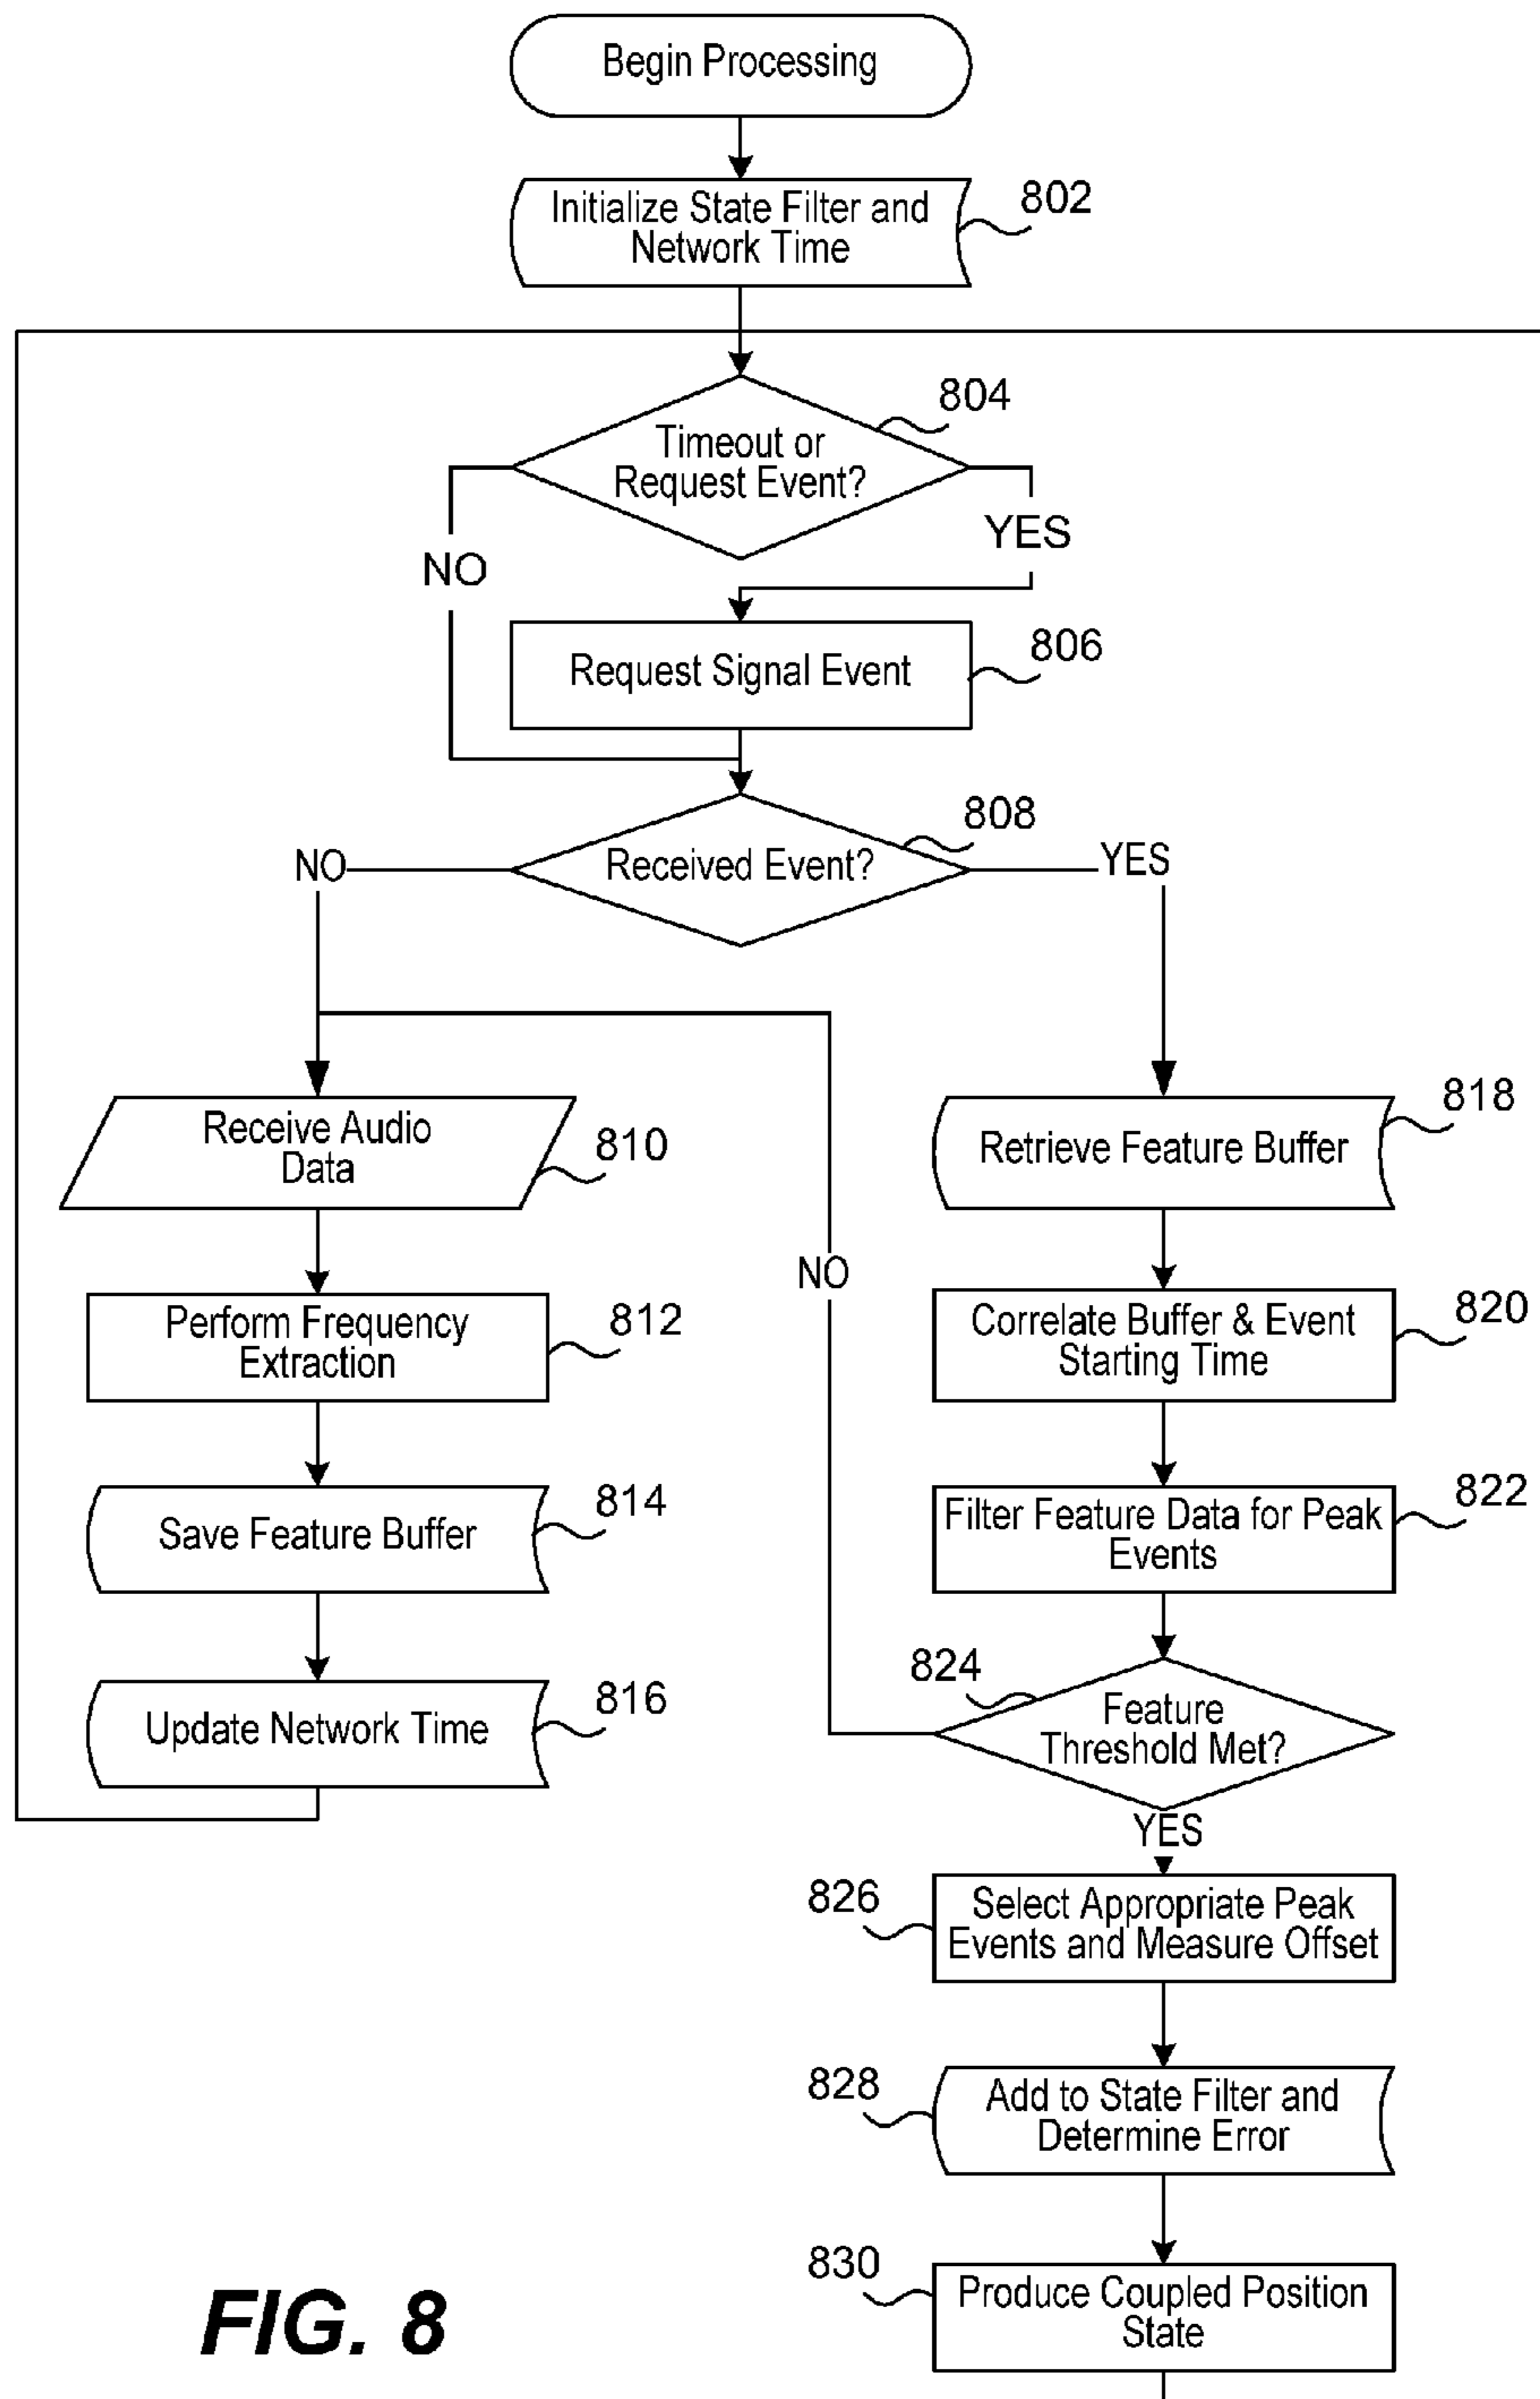 Begin Processing
Initialize State Filter and
Network Time
802
804
Timeout or
Request Event?
YES
NO
Request Signal Event
806
808
Received Event?
NO
YES
Receive Audio
Data
810
818
Retrieve Feature Buffer
NO
Perform Frequency
Extraction
812
Correlate Buffer & Event
Starting Time
820
Save Feature Buffer
814
Filter Feature Data for Peak
Events
822
Update Network Time
816
824
Feature
Threshold Met?
YES
826
Select Appropriate Peak
Events and Measure Offset
828
Add to State Filter and
Determine Error
830
Produce Coupled Position
State
FIG. 8